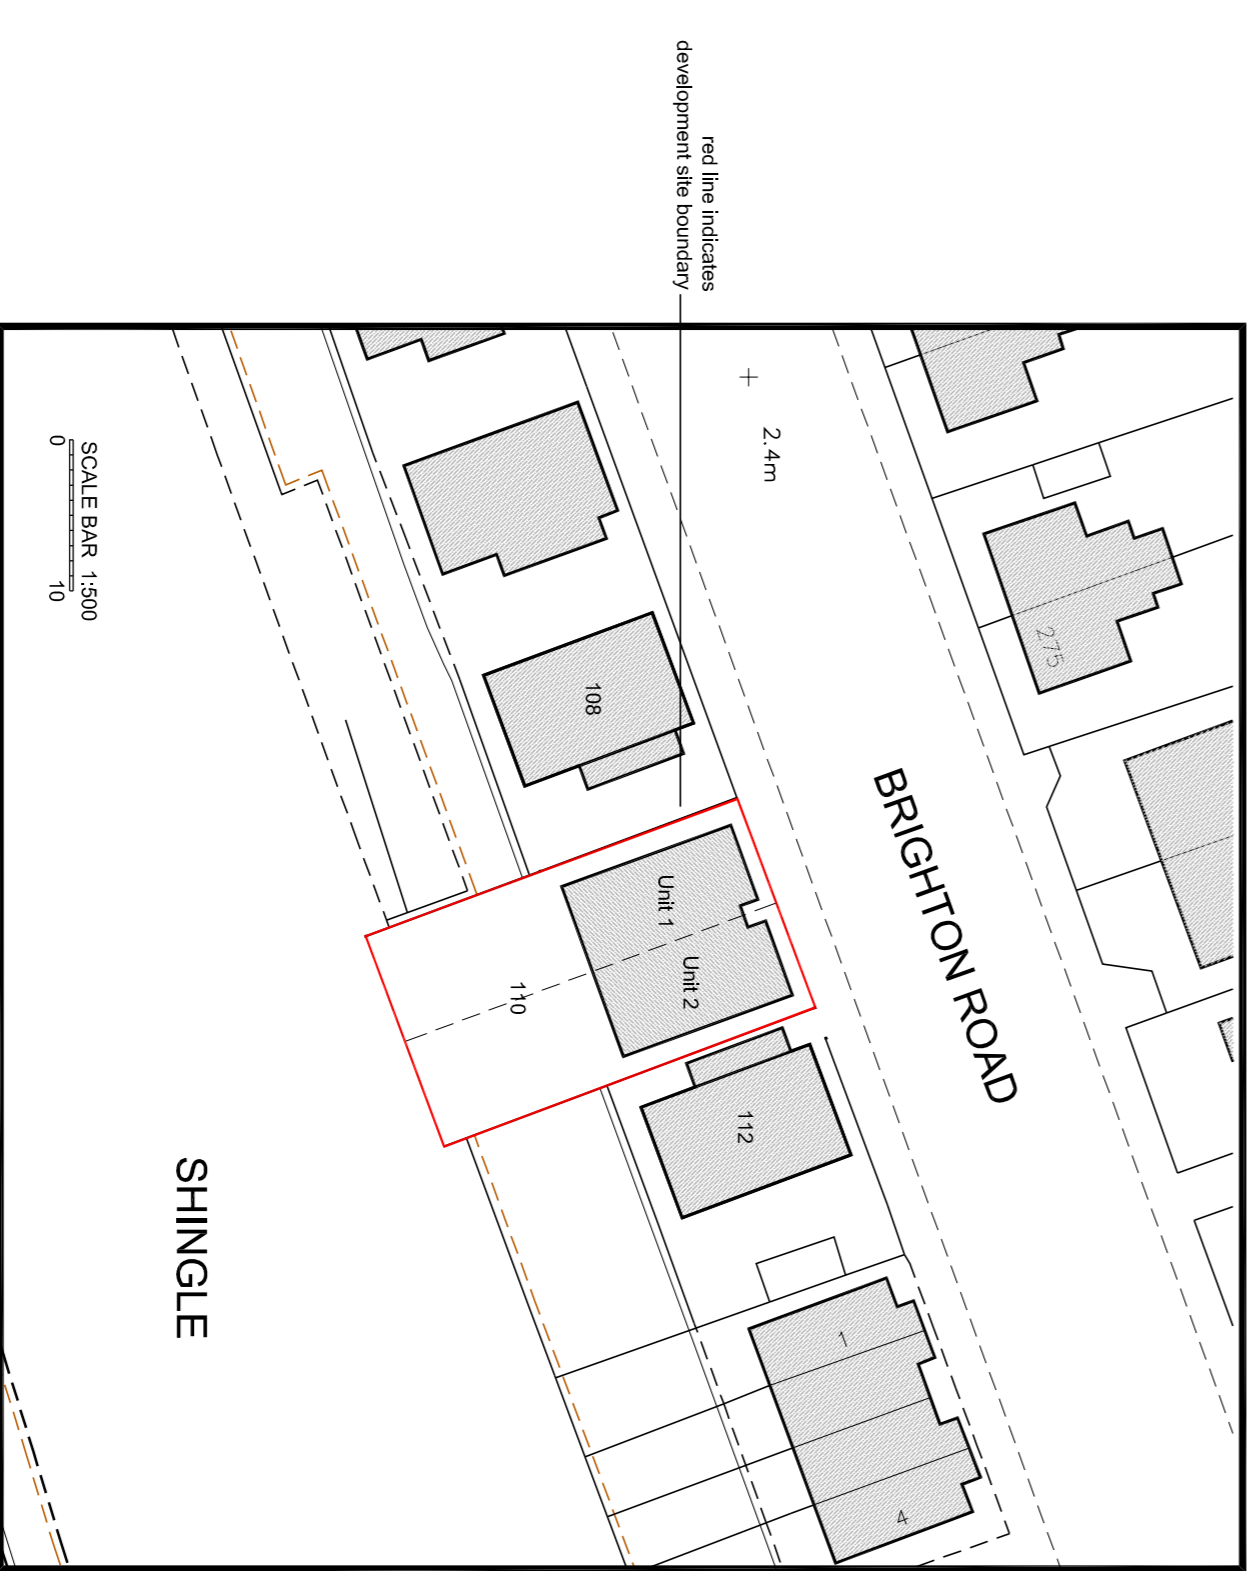 red line indicates
development site boundary
2.4m
275
BRIGHTON ROAD
108
Unit 1
Unit 2
110
112
1
4
SHINGLE
SCALE BAR 1:500
0 10